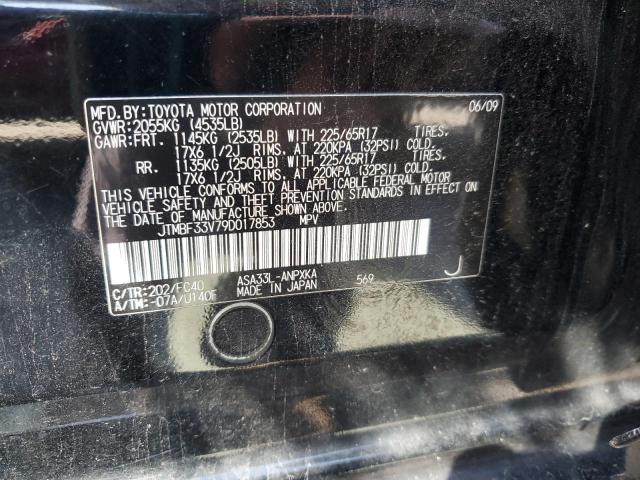 MFD. BY: TOYOTA MOTOR CORPORATION 06/09
GVWR: 2055KG (4535LB)
GAWR: FRT. 1145KG (2535LB) WITH 225/65R17 TIRES.
17X6 1/2J RIMS. AT 220KPA (32PSI) COLD.
RR. 1135KG (2505LB) WITH 225/65R17 TIRES.
17X6 1/2J RIMS. AT 220KPA (32PSI) COLD.
THIS VEHICLE CONFORMS TO ALL APPLICABLE FEDERAL MOTOR
VEHICLE SAFETY AND THEFT PREVENTION STANDARDS IN EFFECT ON
THE DATE OF MANUFACTURE SHOWN ABOVE.
JTMBF33V79D017853 MPV
J
C/TR: 202/FC40 ASA33L-ANPXKA 569
A/TM: -07A/U140F MADE IN JAPAN